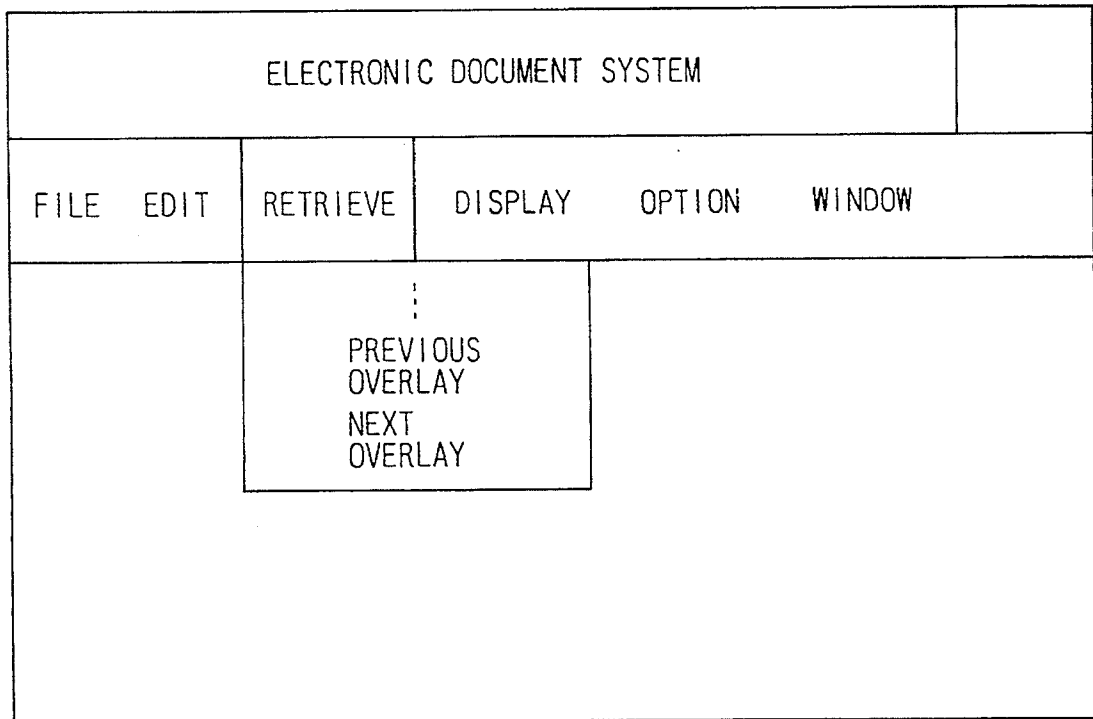 ELECTRONIC DOCUMENT SYSTEM
FILE EDIT RETRIEVE DISPLAY OPTION WINDOW
PREVIOUS
OVERLAY
NEXT
OVERLAY